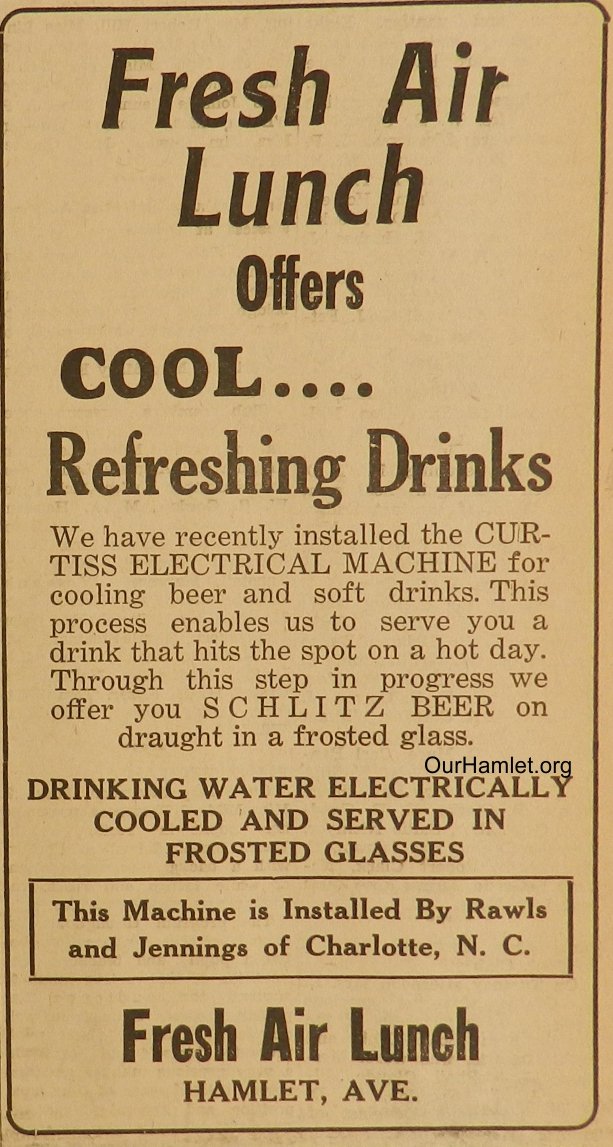 Fresh Air
Lunch
Offers
COOL....
Refreshing Drinks
We have recently installed the CUR-
TISS ELECTRICAL MACHINE for
cooling beer and soft drinks. This
process enables us to serve you a
drink that hits the spot on a hot day.
Through this step in progress we
offer you SCHLITZ BEER on
draught in a frosted glass.
OurHamlet.org
DRINKING WATER ELECTRICALLY
COOLED AND SERVED IN
FROSTED GLASSES
This Machine is Installed By Rawls
and Jennings of Charlotte, N. C.
Fresh Air Lunch
HAMLET, AVE.